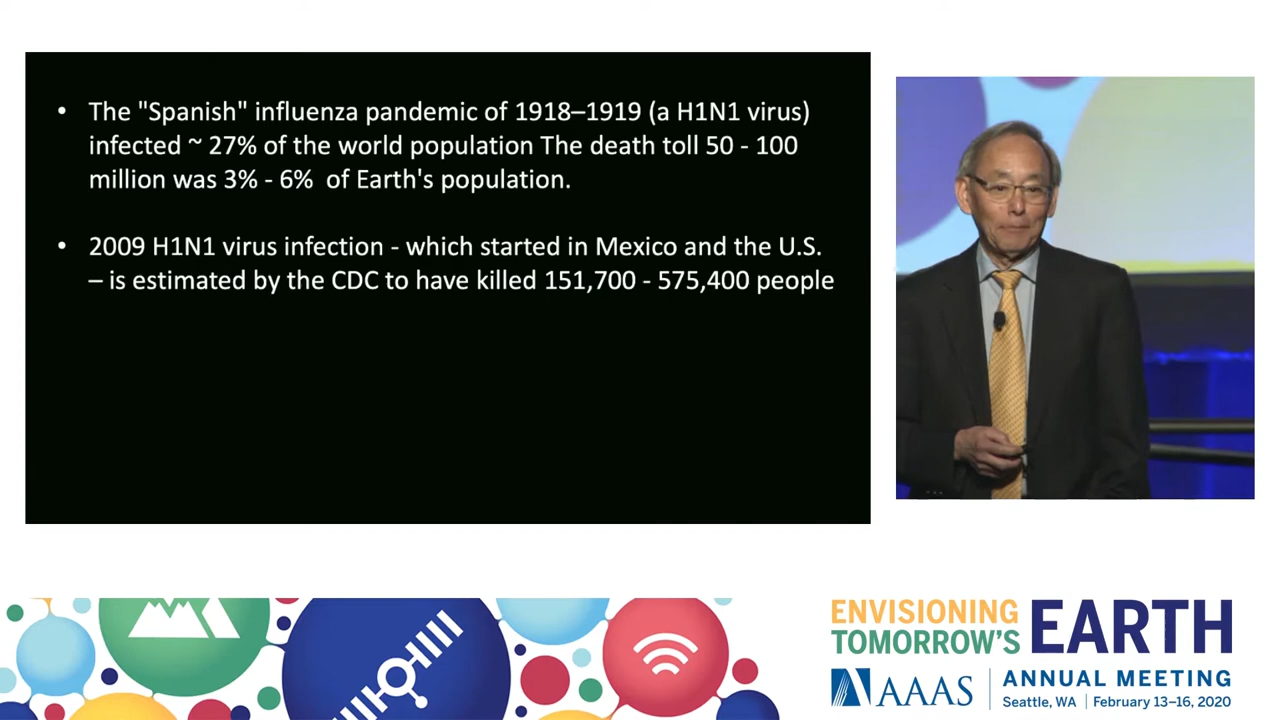 • The "Spanish" influenza pandemic of 1918–1919 (a H1N1 virus)
infected ~ 27% of the world population The death toll 50 - 100
million was 3% - 6%  of Earth's population.
• 2009 H1N1 virus infection - which started in Mexico and the U.S.
– is estimated by the CDC to have killed 151,700 - 575,400 people
ENVISIONING
TOMORROW'S
EARTH
AAAS
ANNUAL MEETING
Seattle, WA | February 13–16, 2020